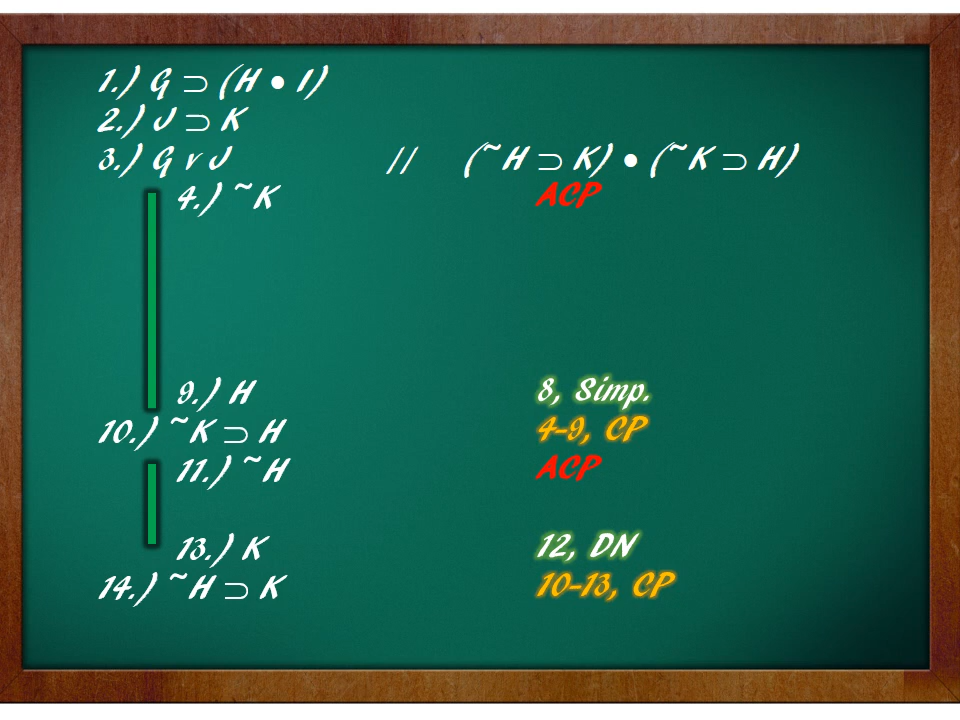 1.) G ⊃ (H • I)
2.) J ⊃ K
3.) G v J // (~H ⊃ K) • (~K ⊃ H)
4.) ~K ACP
9.) H 8, Simp.
10.) ~K ⊃ H 4-9, CP
11.) ~H ACP
13.) K 12, DN
14.) ~H ⊃ K 10-13, CP